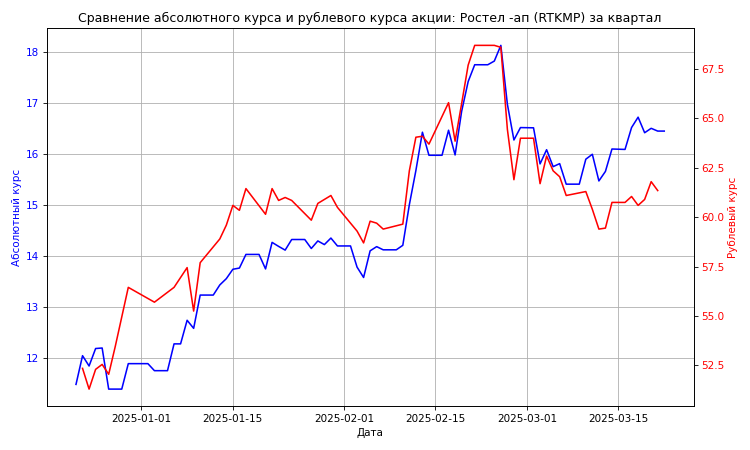 Сравнение абсолютного курса и рублевого курса акции: Ростел -ап (RTKMP) за квартал
18
17
16
15
14
13
12
Абсолютный курс
67.5
65.0
62.5
60.0
57.5
55.0
52.5
Рублевый курс
2025-01-01 2025-01-15 2025-02-01 2025-02-15 2025-03-01 2025-03-15
Дата